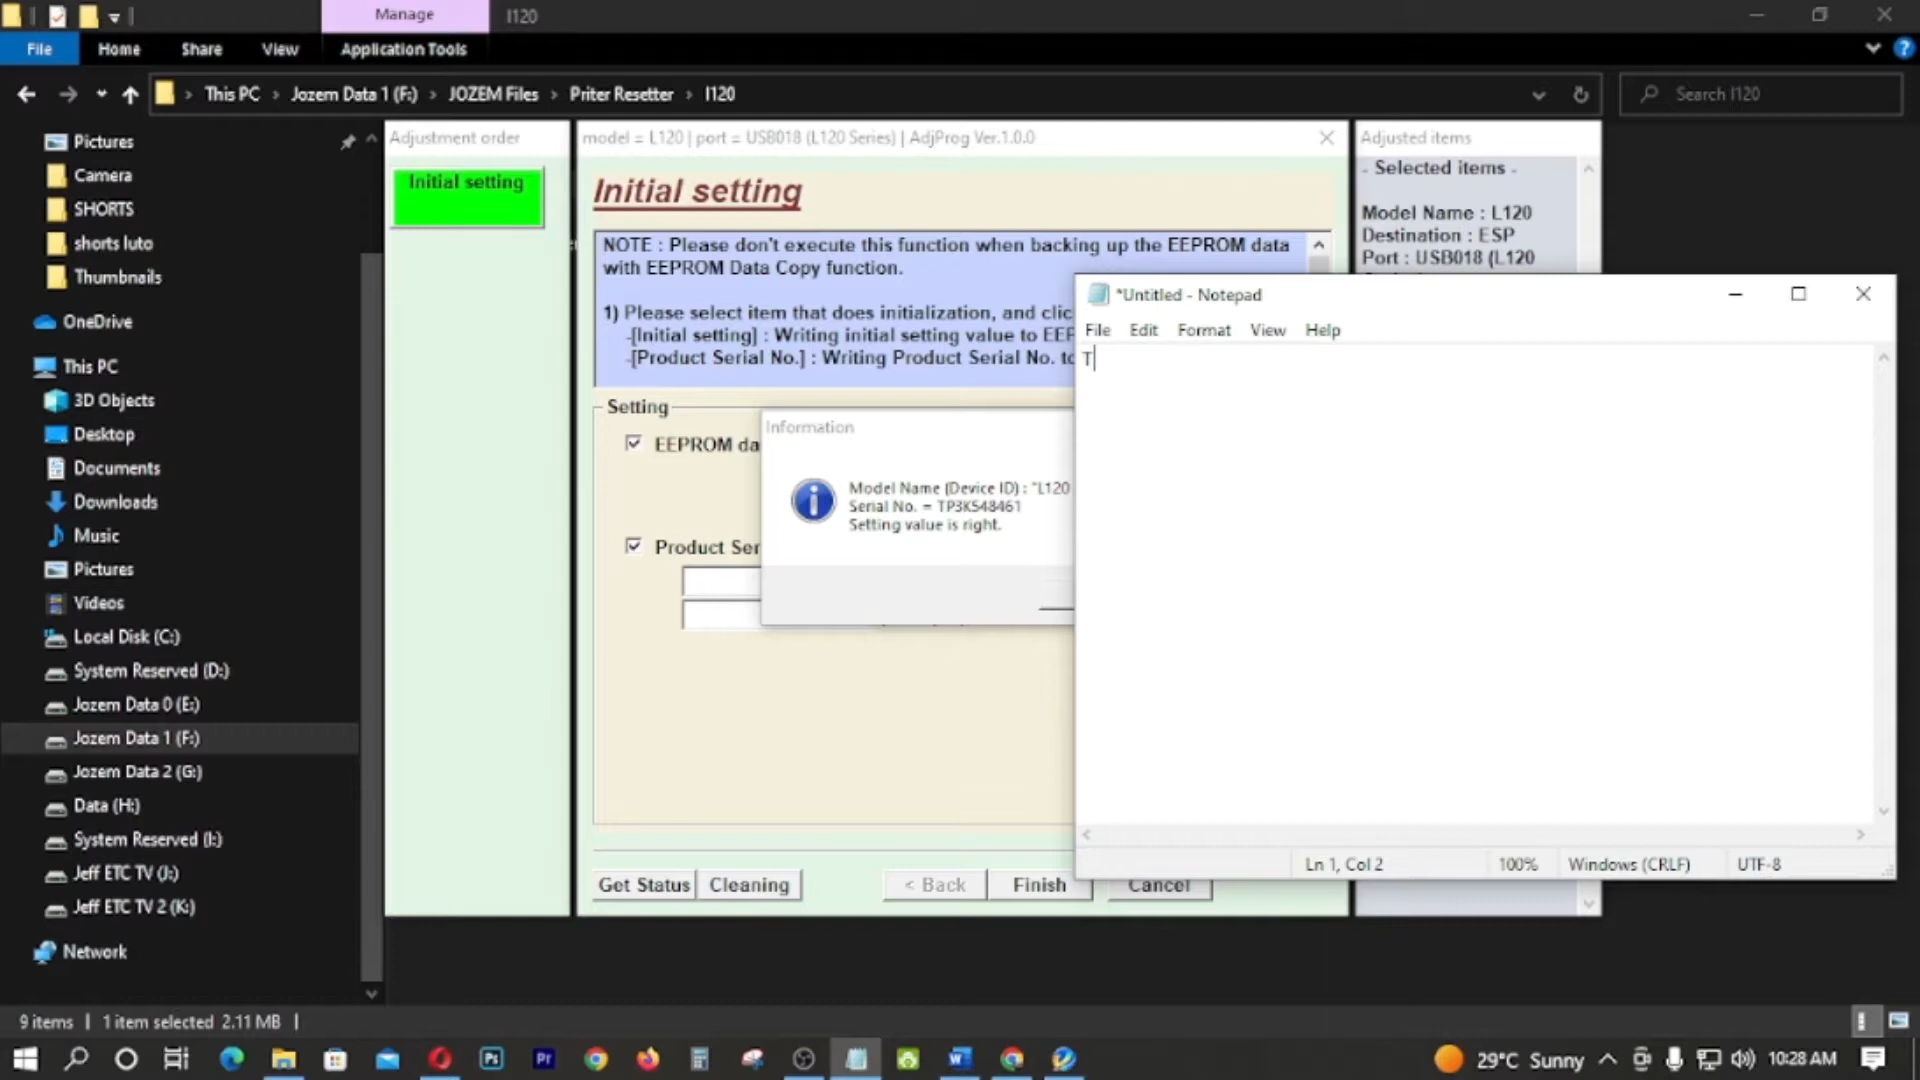 Manage
I120
File
Home
Share
View
Application Tools
This PC
Jozem Data 1 (F:)
JOZEM Files
Priter Resetter
I120
Search I120
Pictures
Camera
SHORTS
shorts luto
Thumbnails
OneDrive
This PC
3D Objects
Desktop
Documents
Downloads
Music
Pictures
Videos
Local Disk (C:)
System Reserved (D:)
Jozem Data 0 (E:)
Jozem Data 1 (F:)
Jozem Data 2 (G:)
Data (H:)
System Reserved (I:)
Jeff ETC TV (J:)
Jeff ETC TV 2 (K:)
Network
Adjustment order
Initial setting
model = L120 | port = USB018 (L120 Series) | AdjProg Ver.1.0.0
Initial setting
NOTE : Please don't execute this function when backing up the EEPROM data
with EEPROM Data Copy function.
1) Please select item that does initialization, and clic
-[Initial setting] : Writing initial setting value to EEP
-[Product Serial No.] : Writing Product Serial No. to
Setting
EEPROM da
Product Ser
Information
Model Name (Device ID) : "L120
Serial No. = TP3K548461
Setting value is right.
Get Status
Cleaning
< Back
Finish
Cancel
Adjusted items
- Selected items -
Model Name : L120
Destination : ESP
Port : USB018 (L120
*Untitled - Notepad
File
Edit
Format
View
Help
T
Ln 1, Col 2
100%
Windows (CRLF)
UTF-8
9 items
1 item selected 2.11 MB
Ps
Pr
29°C Sunny
10:28 AM